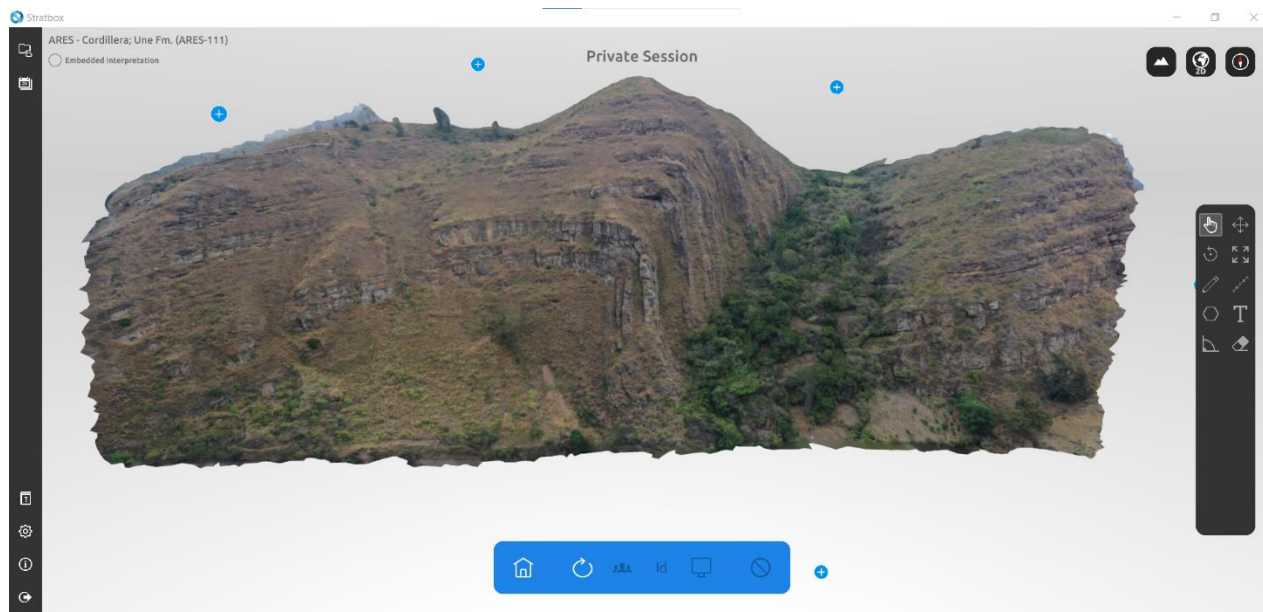 Stratbox
ARES - Cordillera; Une Fm. (ARES-111)
Embedded Interpretation
Private Session
2D
T
Id